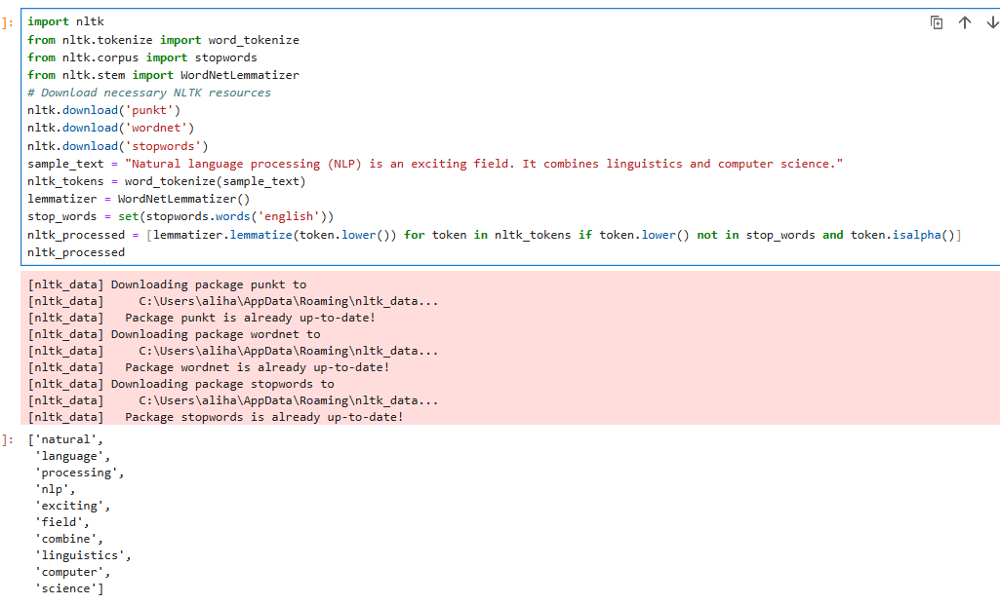 ]:
import nltk
from nltk.tokenize import word_tokenize
from nltk.corpus import stopwords
from nltk.stem import WordNetLemmatizer
# Download necessary NLTK resources
nltk.download('punkt')
nltk.download('wordnet')
nltk.download('stopwords')
sample_text = "Natural language processing (NLP) is an exciting field. It combines linguistics and computer science."
nltk_tokens = word_tokenize(sample_text)
lemmatizer = WordNetLemmatizer()
stop_words = set(stopwords.words('english'))
nltk_processed = [lemmatizer.lemmatize(token.lower()) for token in nltk_tokens if token.lower() not in stop_words and token.isalpha()]
nltk_processed
[nltk_data] Downloading package punkt to
[nltk_data]     C:\Users\aliha\AppData\Roaming\nltk_data...
[nltk_data]   Package punkt is already up-to-date!
[nltk_data] Downloading package wordnet to
[nltk_data]     C:\Users\aliha\AppData\Roaming\nltk_data...
[nltk_data]   Package wordnet is already up-to-date!
[nltk_data] Downloading package stopwords to
[nltk_data]     C:\Users\aliha\AppData\Roaming\nltk_data...
[nltk_data]   Package stopwords is already up-to-date!
]: ['natural',
 'language',
 'processing',
 'nlp',
 'exciting',
 'field',
 'combine',
 'linguistics',
 'computer',
 'science']